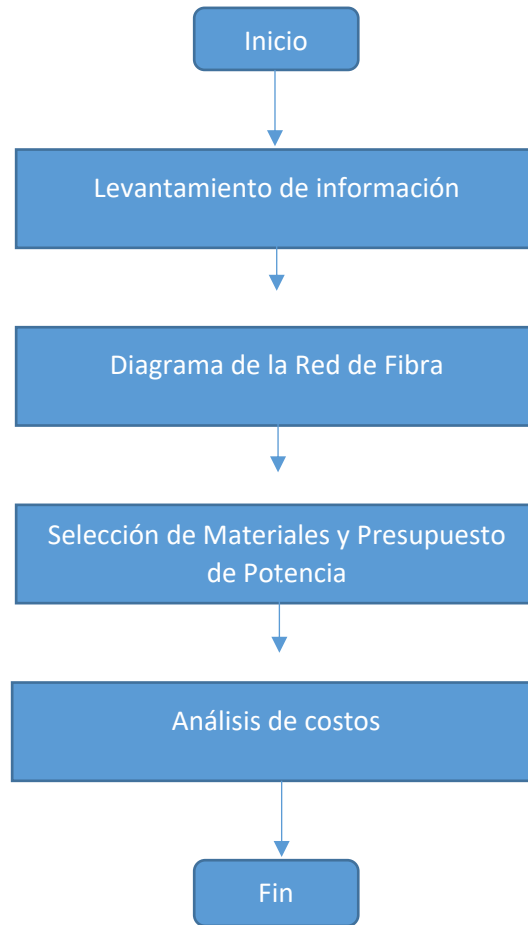 Inicio
Levantamiento de información
Diagrama de la Red de Fibra
Selección de Materiales y Presupuesto
de Potencia
Análisis de costos
Fin